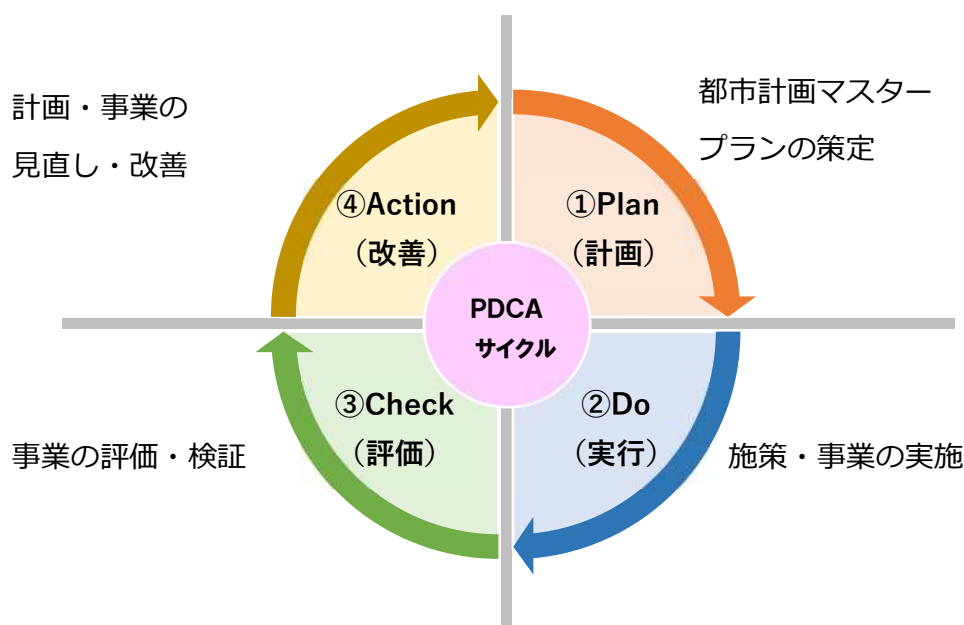 計画・事業の
見直し・改善
都市計画マスター
プランの策定
④Action
(改善)
①Plan
(計画)
PDCA
サイクル
③Check
(評価)
②Do
(実行)
事業の評価・検証
施策・事業の実施